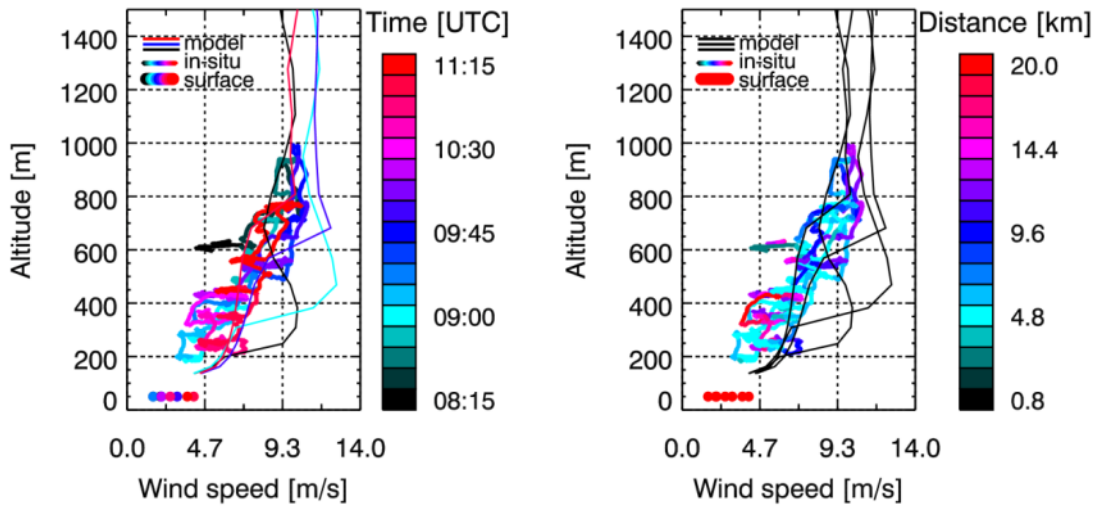 Time [UTC]
1400
1200
1000
800
600
400
200
0
Altitude [m]
model
in-situ
surface
11:15
10:30
09:45
09:00
08:15
0.0 4.7 9.3 14.0
Wind speed [m/s]
Distance [km]
1400
1200
1000
800
600
400
200
0
Altitude [m]
model
in-situ
surface
20.0
14.4
9.6
4.8
0.8
0.0 4.7 9.3 14.0
Wind speed [m/s]